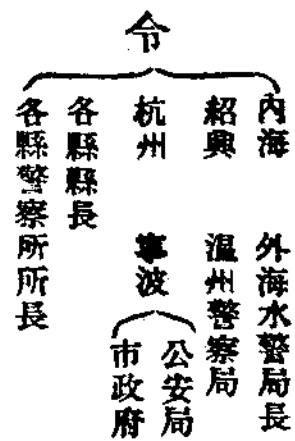 令
內海　外海水警局長
紹興　溫州警察局
杭州　寧波
公安局
市政府
各縣縣長
各縣警察所所長